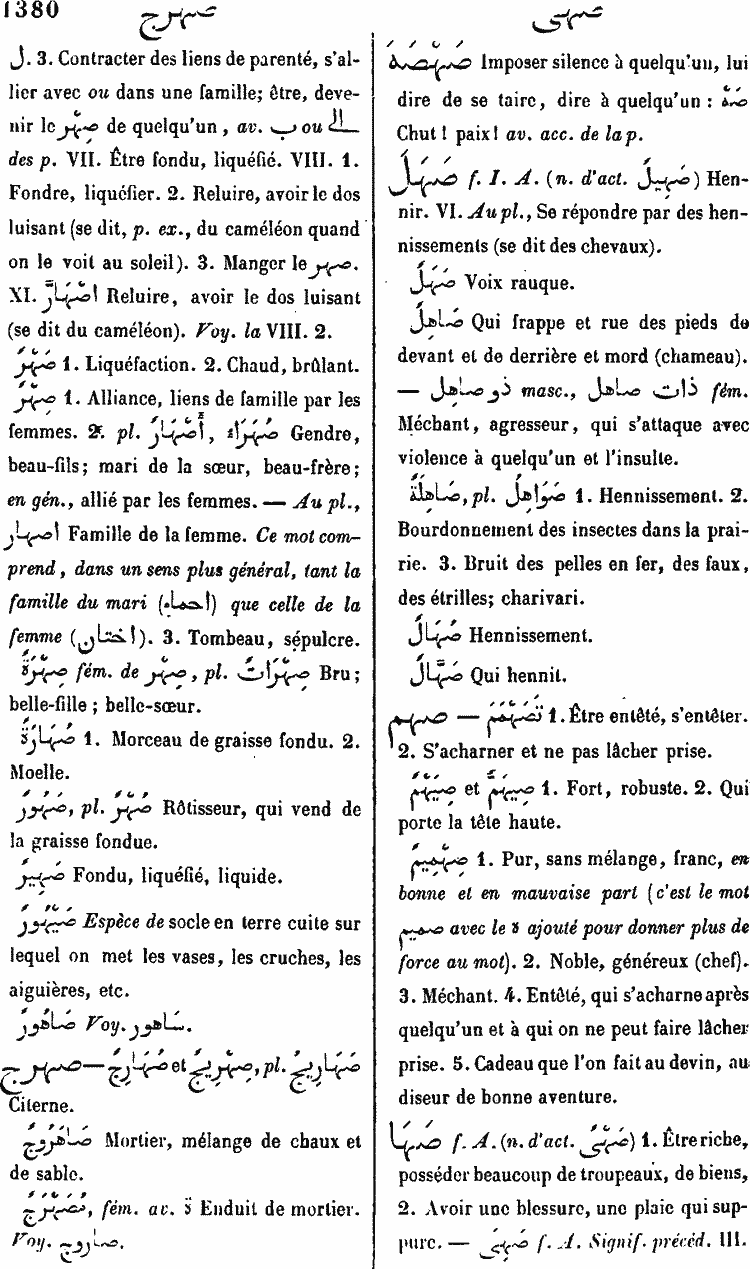 1380 صهرج
صهى
ل. 3. Contracter des liens de parenté, s'al-
lier avec ou dans une famille; être, deve-
nir le صِهْر de quelqu'un, av. ب ou الى
des p. VII. Être fondu, liquéfié. VIII. 1.
Fondre, liquéfier. 2. Reluire, avoir le dos
luisant (se dit, p. ex., du caméléon quand
on le voit au soleil). 3. Manger le صهر.
XI. اِصْهَارَّ Reluire, avoir le dos luisant
(se dit du caméléon). Voy. la VIII. 2.
صَهْرٌ 1. Liquéfaction. 2. Chaud, brûlant.
صِهْرٌ 1. Alliance, liens de famille par les
femmes. 2. pl. أَصْهَارٌ, صُهَرَاءُ Gendre,
beau-fils; mari de la sœur, beau-frère;
en gén., allié par les femmes. — Au pl.,
اصهار Famille de la femme. Ce mot com-
prend, dans un sens plus général, tant la
famille du mari (احماء) que celle de la
femme (اختان). 3. Tombeau, sépulcre.
صِهْرَةٌ fém. de صِهْر, pl. صِهْرَاتٌ Bru;
belle-fille; belle-sœur.
صُهَارَةٌ 1. Morceau de graisse fondu. 2.
Moelle.
صَهُورٌ, pl. صُهُرٌ Rôtisseur, qui vend de
la graisse fondue.
صَهِيرٌ Fondu, liquéfié, liquide.
صَيْهُورٌ Espèce de socle en terre cuite sur
lequel on met les vases, les cruches, les
aiguières, etc.
صَاهُورٌ Voy. ساهور.
صهرج — صُهَارِجٌ et صِهْرِيجٌ, pl. صَهَارِيجُ
Citerne.
صَاهْرُوجٌ Mortier, mélange de chaux et
de sable.
مُصَهْرَجٌ, fém. av. ة Enduit de mortier.
Voy. صاروج.
صَهْصَهَ Imposer silence à quelqu'un, lui
dire de se taire, dire à quelqu'un : صَهْ
Chut! paix! av. acc. de la p.
صَهَلَ f. I. A. (n. d'act. صَهِيلٌ) Hen-
nir. VI. Au pl., Se répondre par des hen-
nissements (se dit des chevaux).
صَهَلٌ Voix rauque.
صَاهِلٌ Qui frappe et rue des pieds de
devant et de derrière et mord (chameau).
— ذو صاهل masc., ذات صاهل fém.
Méchant, agresseur, qui s'attaque avec
violence à quelqu'un et l'insulte.
صَاهِلَةٌ, pl. صَوَاهِلُ 1. Hennissement. 2.
Bourdonnement des insectes dans la prai-
rie. 3. Bruit des pelles en fer, des faux,
des étrilles; charivari.
صُهَالٌ Hennissement.
صَهَّالٌ Qui hennit.
صهم — تَصَهْمَمَ 1. Être entêté, s'entêter.
2. S'acharner et ne pas lâcher prise.
صَيْهَمٌ et صِيَهْمٌ 1. Fort, robuste. 2. Qui
porte la tête haute.
صِهْمِيمٌ 1. Pur, sans mélange, franc, en
bonne et en mauvaise part (c'est le mot
صميم avec le ه ajouté pour donner plus de
force au mot). 2. Noble, généreux (chef).
3. Méchant. 4. Entêté, qui s'acharne après
quelqu'un et à qui on ne peut faire lâcher
prise. 5. Cadeau que l'on fait au devin, au
diseur de bonne aventure.
صَهَا f. A. (n. d'act. صَهْىٌ) 1. Être riche,
posséder beaucoup de troupeaux, de biens,
2. Avoir une blessure, une plaie qui sup-
pure. — صَهِىَ f. A. Signif. précéd. III.